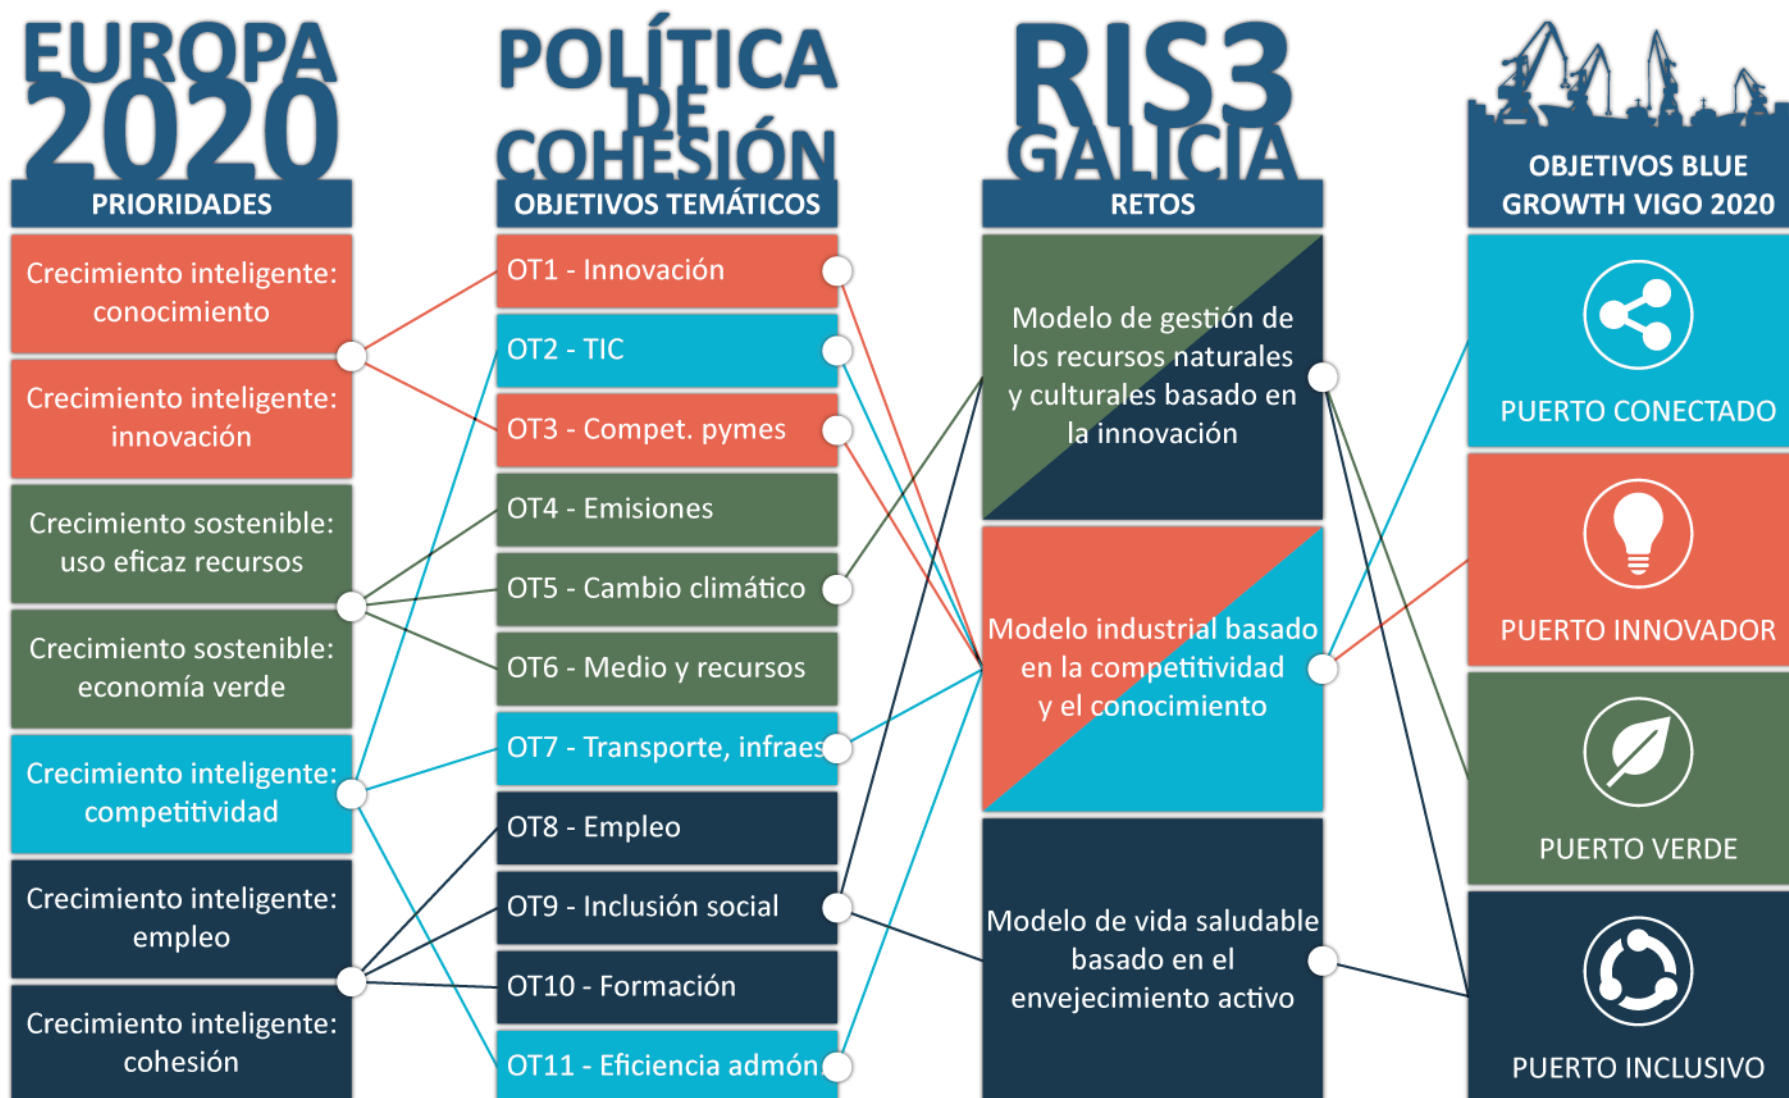 EUROPA
2020
PRIORIDADES
Crecimiento inteligente:
conocimiento
Crecimiento inteligente:
innovación
Crecimiento sostenible:
uso eficaz recursos
Crecimiento sostenible:
economía verde
Crecimiento inteligente:
competitividad
Crecimiento inteligente:
empleo
Crecimiento inteligente:
cohesión
POLÍTICA
DE
COHESIÓN
OBJETIVOS TEMÁTICOS
OT1 - Innovación
OT2 - TIC
OT3 - Compet. pymes
OT4 - Emisiones
OT5 - Cambio climático
OT6 - Medio y recursos
OT7 - Transporte, infraes
OT8 - Empleo
OT9 - Inclusión social
OT10 - Formación
OT11 - Eficiencia admón.
RIS3
GALICIA
RETOS
Modelo de gestión de
los recursos naturales
y culturales basado en
la innovación
Modelo industrial basado
en la competitividad
y el conocimiento
Modelo de vida saludable
basado en el
envejecimiento activo
OBJETIVOS BLUE
GROWTH VIGO 2020
PUERTO CONECTADO
PUERTO INNOVADOR
PUERTO VERDE
PUERTO INCLUSIVO